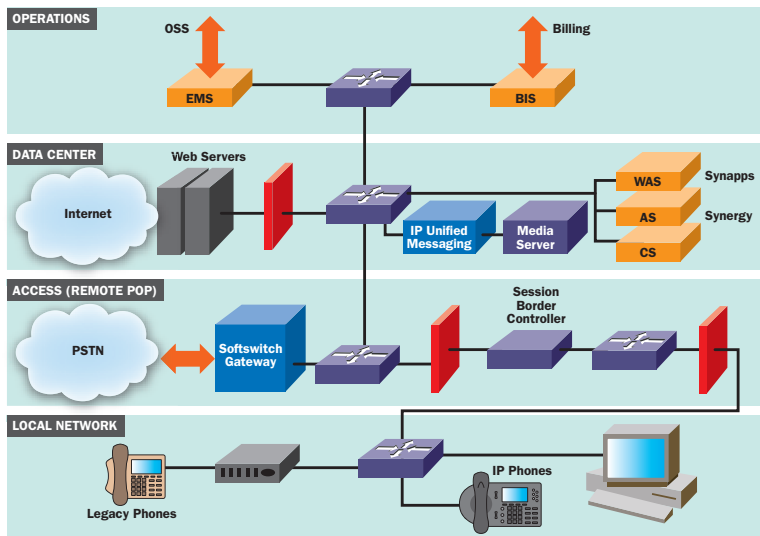 OPERATIONS
OSS
Billing
EMS
BIS
DATA CENTER
Web Servers
Internet
IP Unified
Messaging
Media
Server
WAS
Synapps
AS
Synergy
CS
ACCESS (REMOTE POP)
PSTN
Softswitch
Gateway
Session
Border
Controller
LOCAL NETWORK
Legacy Phones
IP Phones